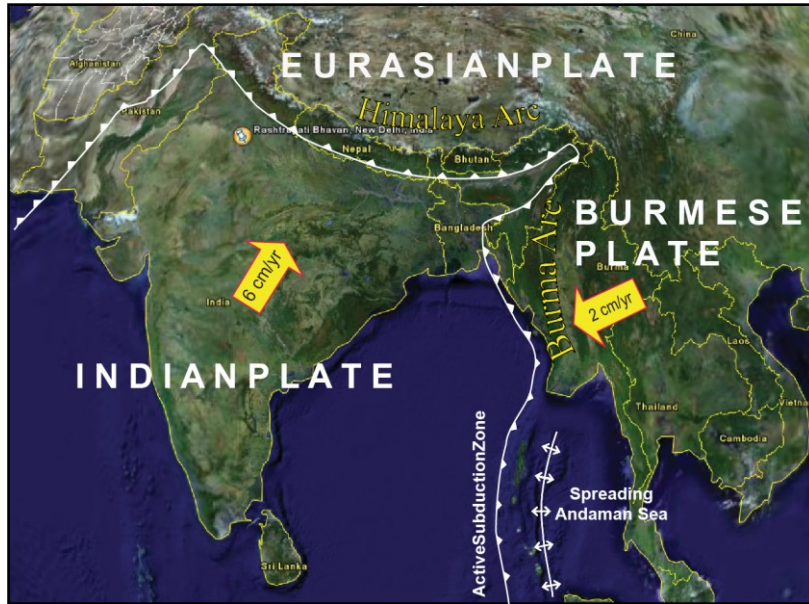 China
Afghanistan
EURASIANPLATE
Himalaya Arc
Pakistan
Rashtrapati Bhavan, New Delhi, India
Nepal
Bhutan
BURMESE
PLATE
Bangladesh
Burma Arc
Burma
6 cm/yr
2 cm/yr
India
Laos
INDIANPLATE
Thailand
Vietnam
Cambodia
ActiveSubductionZone
Spreading
Andaman Sea
Sri Lanka